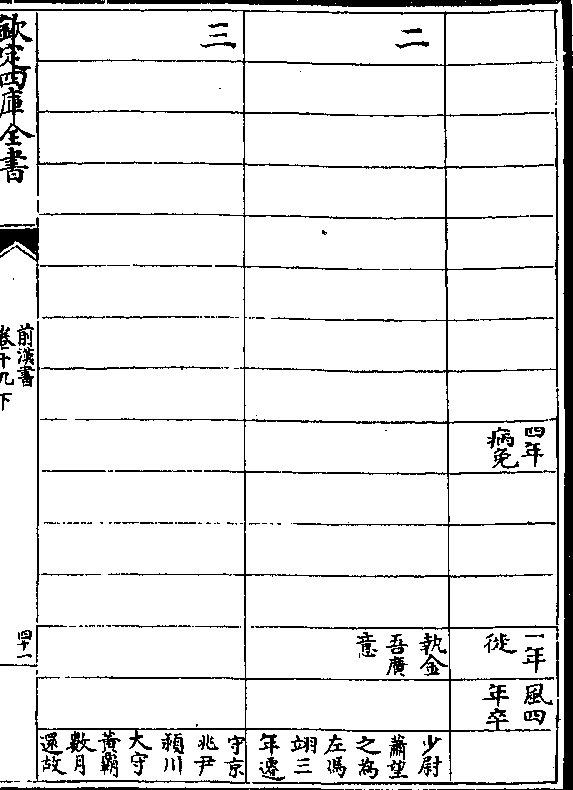 四年
病免
一年
徙
風四
年卒
二
執金
吾廣
意
少尉
蕭望
之為
左馮
翊三
年遷
三
守京
兆尹
潁川
大守
黃霸
數月
還故
欽定四庫全書
前漢書
卷十九下
四十一